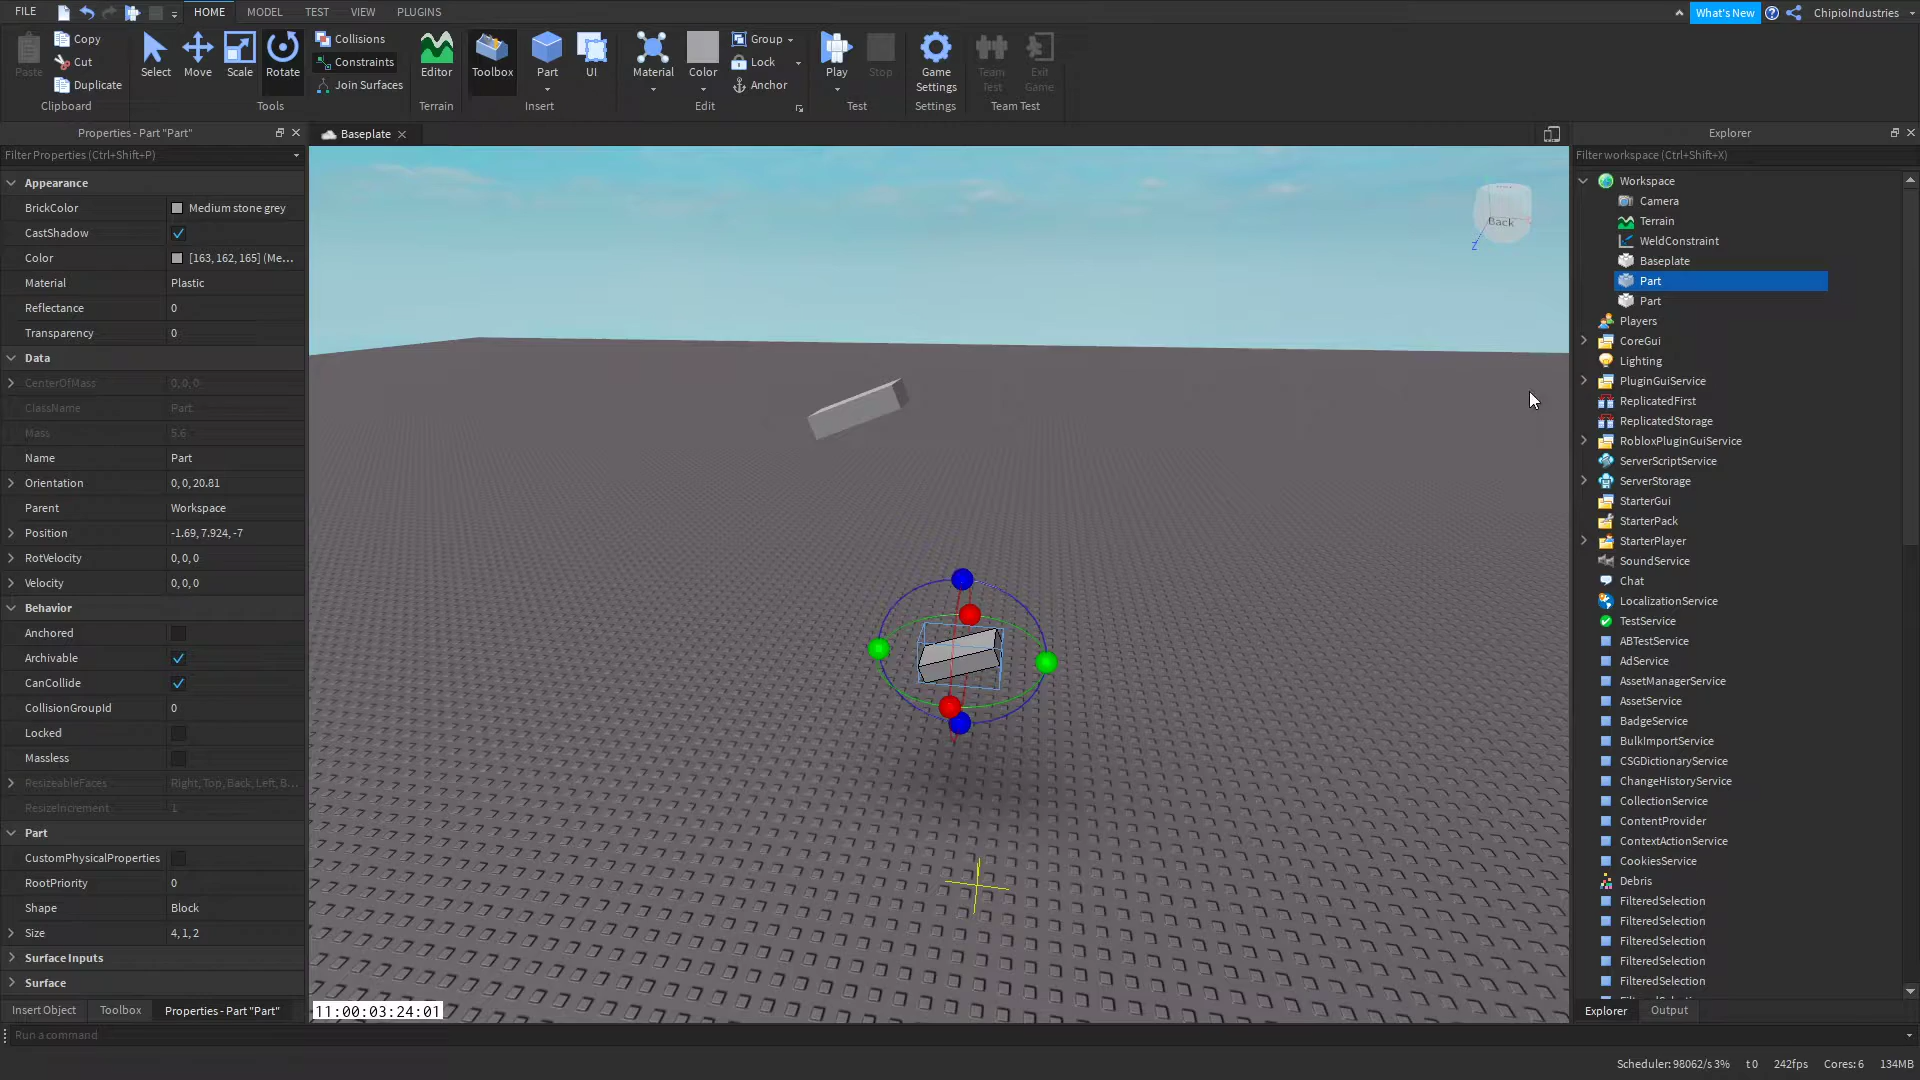 FILE
HOME
MODEL
TEST
VIEW
PLUGINS
What's New
ChipioIndustries
Paste
Copy
Cut
Duplicate
Clipboard
Select
Move
Scale
Rotate
Collisions
Constraints
Join Surfaces
Tools
Editor
Terrain
Toolbox
Part
UI
Insert
Material
Color
Group
Lock
Anchor
Edit
Play
Stop
Test
Game Settings
Settings
Team Test
Exit Game
Team Test
Properties - Part "Part"
Filter Properties (Ctrl+Shift+P)
Appearance
BrickColor Medium stone grey
CastShadow
Color [163, 162, 165] (Me...
Material Plastic
Reflectance 0
Transparency 0
Data
CenterOfMass 0, 0, 0
ClassName Part
Mass 5.6
Name Part
Orientation 0, 0, 20.81
Parent Workspace
Position -1.69, 7.924, -7
RotVelocity 0, 0, 0
Velocity 0, 0, 0
Behavior
Anchored
Archivable
CanCollide
CollisionGroupId 0
Locked
Massless
ResizeableFaces Right, Top, Back, Left, B...
ResizeIncrement 1
Part
CustomPhysicalProperties
RootPriority 0
Shape Block
Size 4, 1, 2
Surface Inputs
Surface
Insert Object
Toolbox
Properties - Part "Part"
Run a command
Baseplate
Back
Z
11:00:03:24:01
Explorer
Filter workspace (Ctrl+Shift+X)
Workspace
Camera
Terrain
WeldConstraint
Baseplate
Part
Part
Players
CoreGui
Lighting
PluginGuiService
ReplicatedFirst
ReplicatedStorage
RobloxPluginGuiService
ServerScriptService
ServerStorage
StarterGui
StarterPack
StarterPlayer
SoundService
Chat
LocalizationService
TestService
ABTestService
AdService
AssetManagerService
AssetService
BadgeService
BulkImportService
CSGDictionaryService
ChangeHistoryService
CollectionService
ContentProvider
ContextActionService
CookiesService
Debris
FilteredSelection
FilteredSelection
FilteredSelection
FilteredSelection
FilteredSelection
Explorer
Output
Scheduler: 98062/s 3%
t 0
242fps
Cores: 6
134MB